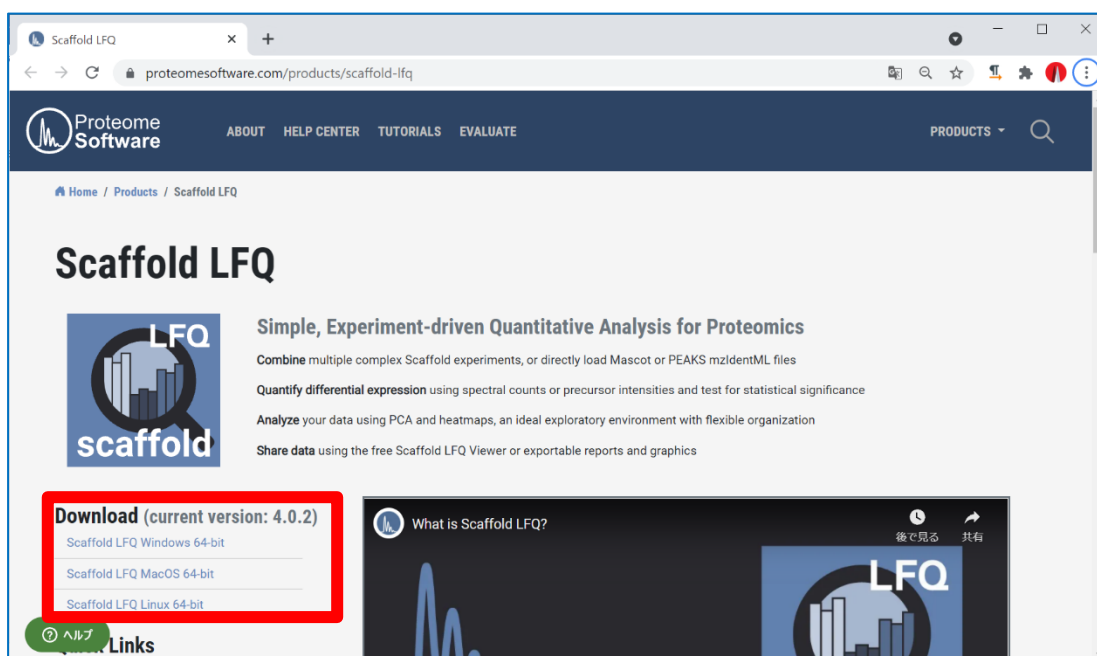 Scaffold LFQ
proteomesoftware.com/products/scaffold-lfq
Proteome
Software
ABOUT HELP CENTER TUTORIALS EVALUATE
PRODUCTS
Home / Products / Scaffold LFQ
Scaffold LFQ
LFQ
scaffold
Simple, Experiment-driven Quantitative Analysis for Proteomics
Combine multiple complex Scaffold experiments, or directly load Mascot or PEAKS mzIdentML files
Quantify differential expression using spectral counts or precursor intensities and test for statistical significance
Analyze your data using PCA and heatmaps, an ideal exploratory environment with flexible organization
Share data using the free Scaffold LFQ Viewer or exportable reports and graphics
Download (current version: 4.0.2)
Scaffold LFQ Windows 64-bit
Scaffold LFQ MacOS 64-bit
Scaffold LFQ Linux 64-bit
ヘルプ
Links
What is Scaffold LFQ?
後で見る 共有
LFQ